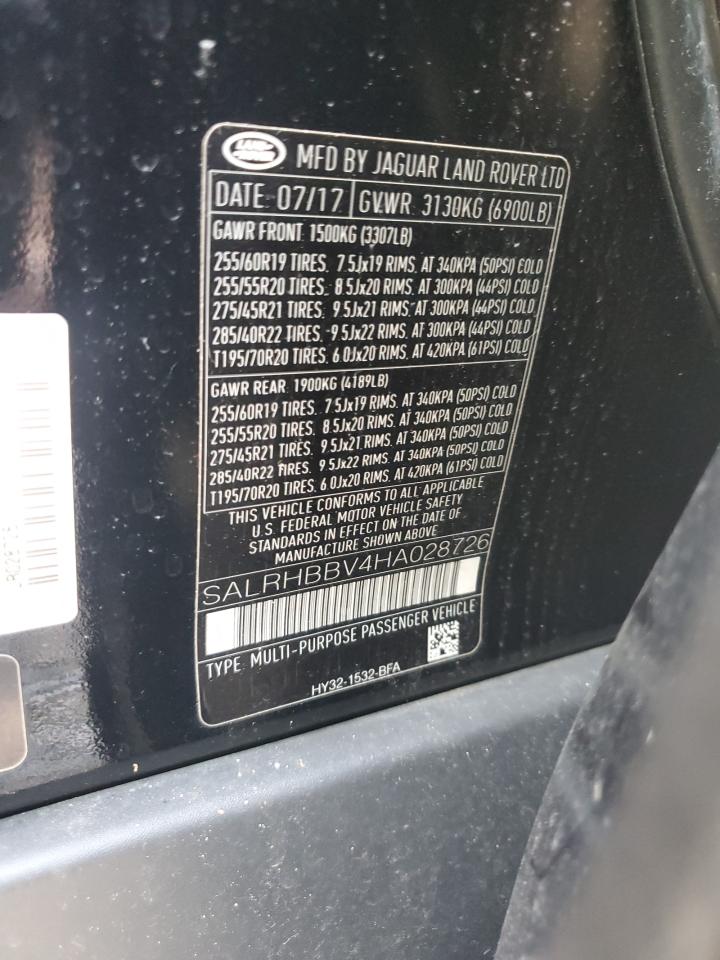 LAND-
ROVER
MFD BY JAGUAR LAND ROVER LTD
DATE: 07/17 GVWR 3130KG (6900LB)
GAWR FRONT 1500KG (3307LB)
255/60R19 TIRES, 7.5Jx19 RIMS, AT 340KPA (50PSI) COLD
255/55R20 TIRES, 8.5Jx20 RIMS, AT 300KPA (44PSI) COLD
275/45R21 TIRES, 9.5Jx21 RIMS, AT 300KPA (44PSI) COLD
285/40R22 TIRES, 9.5Jx22 RIMS, AT 300KPA (44PSI) COLD
T195/70R20 TIRES, 6.0Jx20 RIMS, AT 420KPA (61PSI) COLD
GAWR REAR 1900KG (4189LB)
255/60R19 TIRES, 7.5Jx19 RIMS, AT 340KPA (50PSI) COLD
255/55R20 TIRES, 8.5Jx20 RIMS, AT 340KPA (50PSI) COLD
275/45R21 TIRES, 9.5Jx21 RIMS, AT 340KPA (50PSI) COLD
285/40R22 TIRES, 9.5Jx22 RIMS, AT 340KPA (50PSI) COLD
T195/70R20 TIRES, 6.0Jx20 RIMS, AT 420KPA (61PSI) COLD
THIS VEHICLE CONFORMS TO ALL APPLICABLE
U.S. FEDERAL MOTOR VEHICLE SAFETY
STANDARDS IN EFFECT ON THE DATE OF
MANUFACTURE SHOWN ABOVE
SALRHBBV4HA028726
TYPE: MULTI-PURPOSE PASSENGER VEHICLE
HY32-1532-BFA